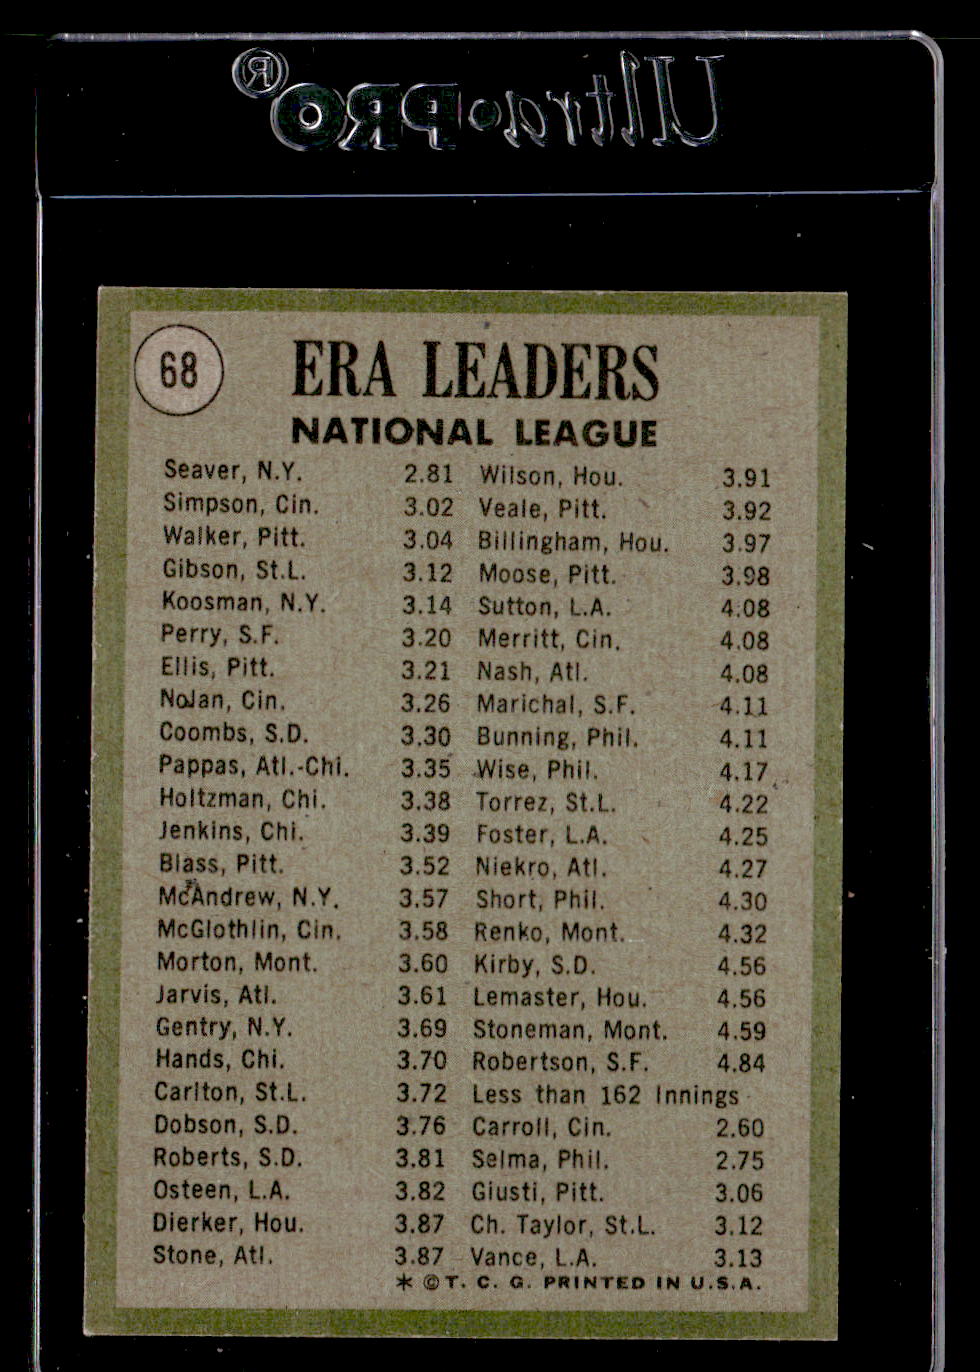 Ultra•PRO®
68
ERA LEADERS
NATIONAL LEAGUE
Seaver, N.Y. 2.81
Simpson, Cin. 3.02
Walker, Pitt. 3.04
Gibson, St.L. 3.12
Koosman, N.Y. 3.14
Perry, S.F. 3.20
Ellis, Pitt. 3.21
Nolan, Cin. 3.26
Coombs, S.D. 3.30
Pappas, Atl.-Chi. 3.35
Holtzman, Chi. 3.38
Jenkins, Chi. 3.39
Blass, Pitt. 3.52
McAndrew, N.Y. 3.57
McGlothlin, Cin. 3.58
Morton, Mont. 3.60
Jarvis, Atl. 3.61
Gentry, N.Y. 3.69
Hands, Chi. 3.70
Carlton, St.L. 3.72
Dobson, S.D. 3.76
Roberts, S.D. 3.81
Osteen, L.A. 3.82
Dierker, Hou. 3.87
Stone, Atl. 3.87
Wilson, Hou. 3.91
Veale, Pitt. 3.92
Billingham, Hou. 3.97
Moose, Pitt. 3.98
Sutton, L.A. 4.08
Merritt, Cin. 4.08
Nash, Atl. 4.08
Marichal, S.F. 4.11
Bunning, Phil. 4.11
Wise, Phil. 4.17
Torrez, St.L. 4.22
Foster, L.A. 4.25
Niekro, Atl. 4.27
Short, Phil. 4.30
Renko, Mont. 4.32
Kirby, S.D. 4.56
Lemaster, Hou. 4.56
Stoneman, Mont. 4.59
Robertson, S.F. 4.84
Less than 162 Innings
Carroll, Cin. 2.60
Selma, Phil. 2.75
Giusti, Pitt. 3.06
Ch. Taylor, St.L. 3.12
Vance, L.A. 3.13
* © T. C. G. PRINTED IN U.S.A.